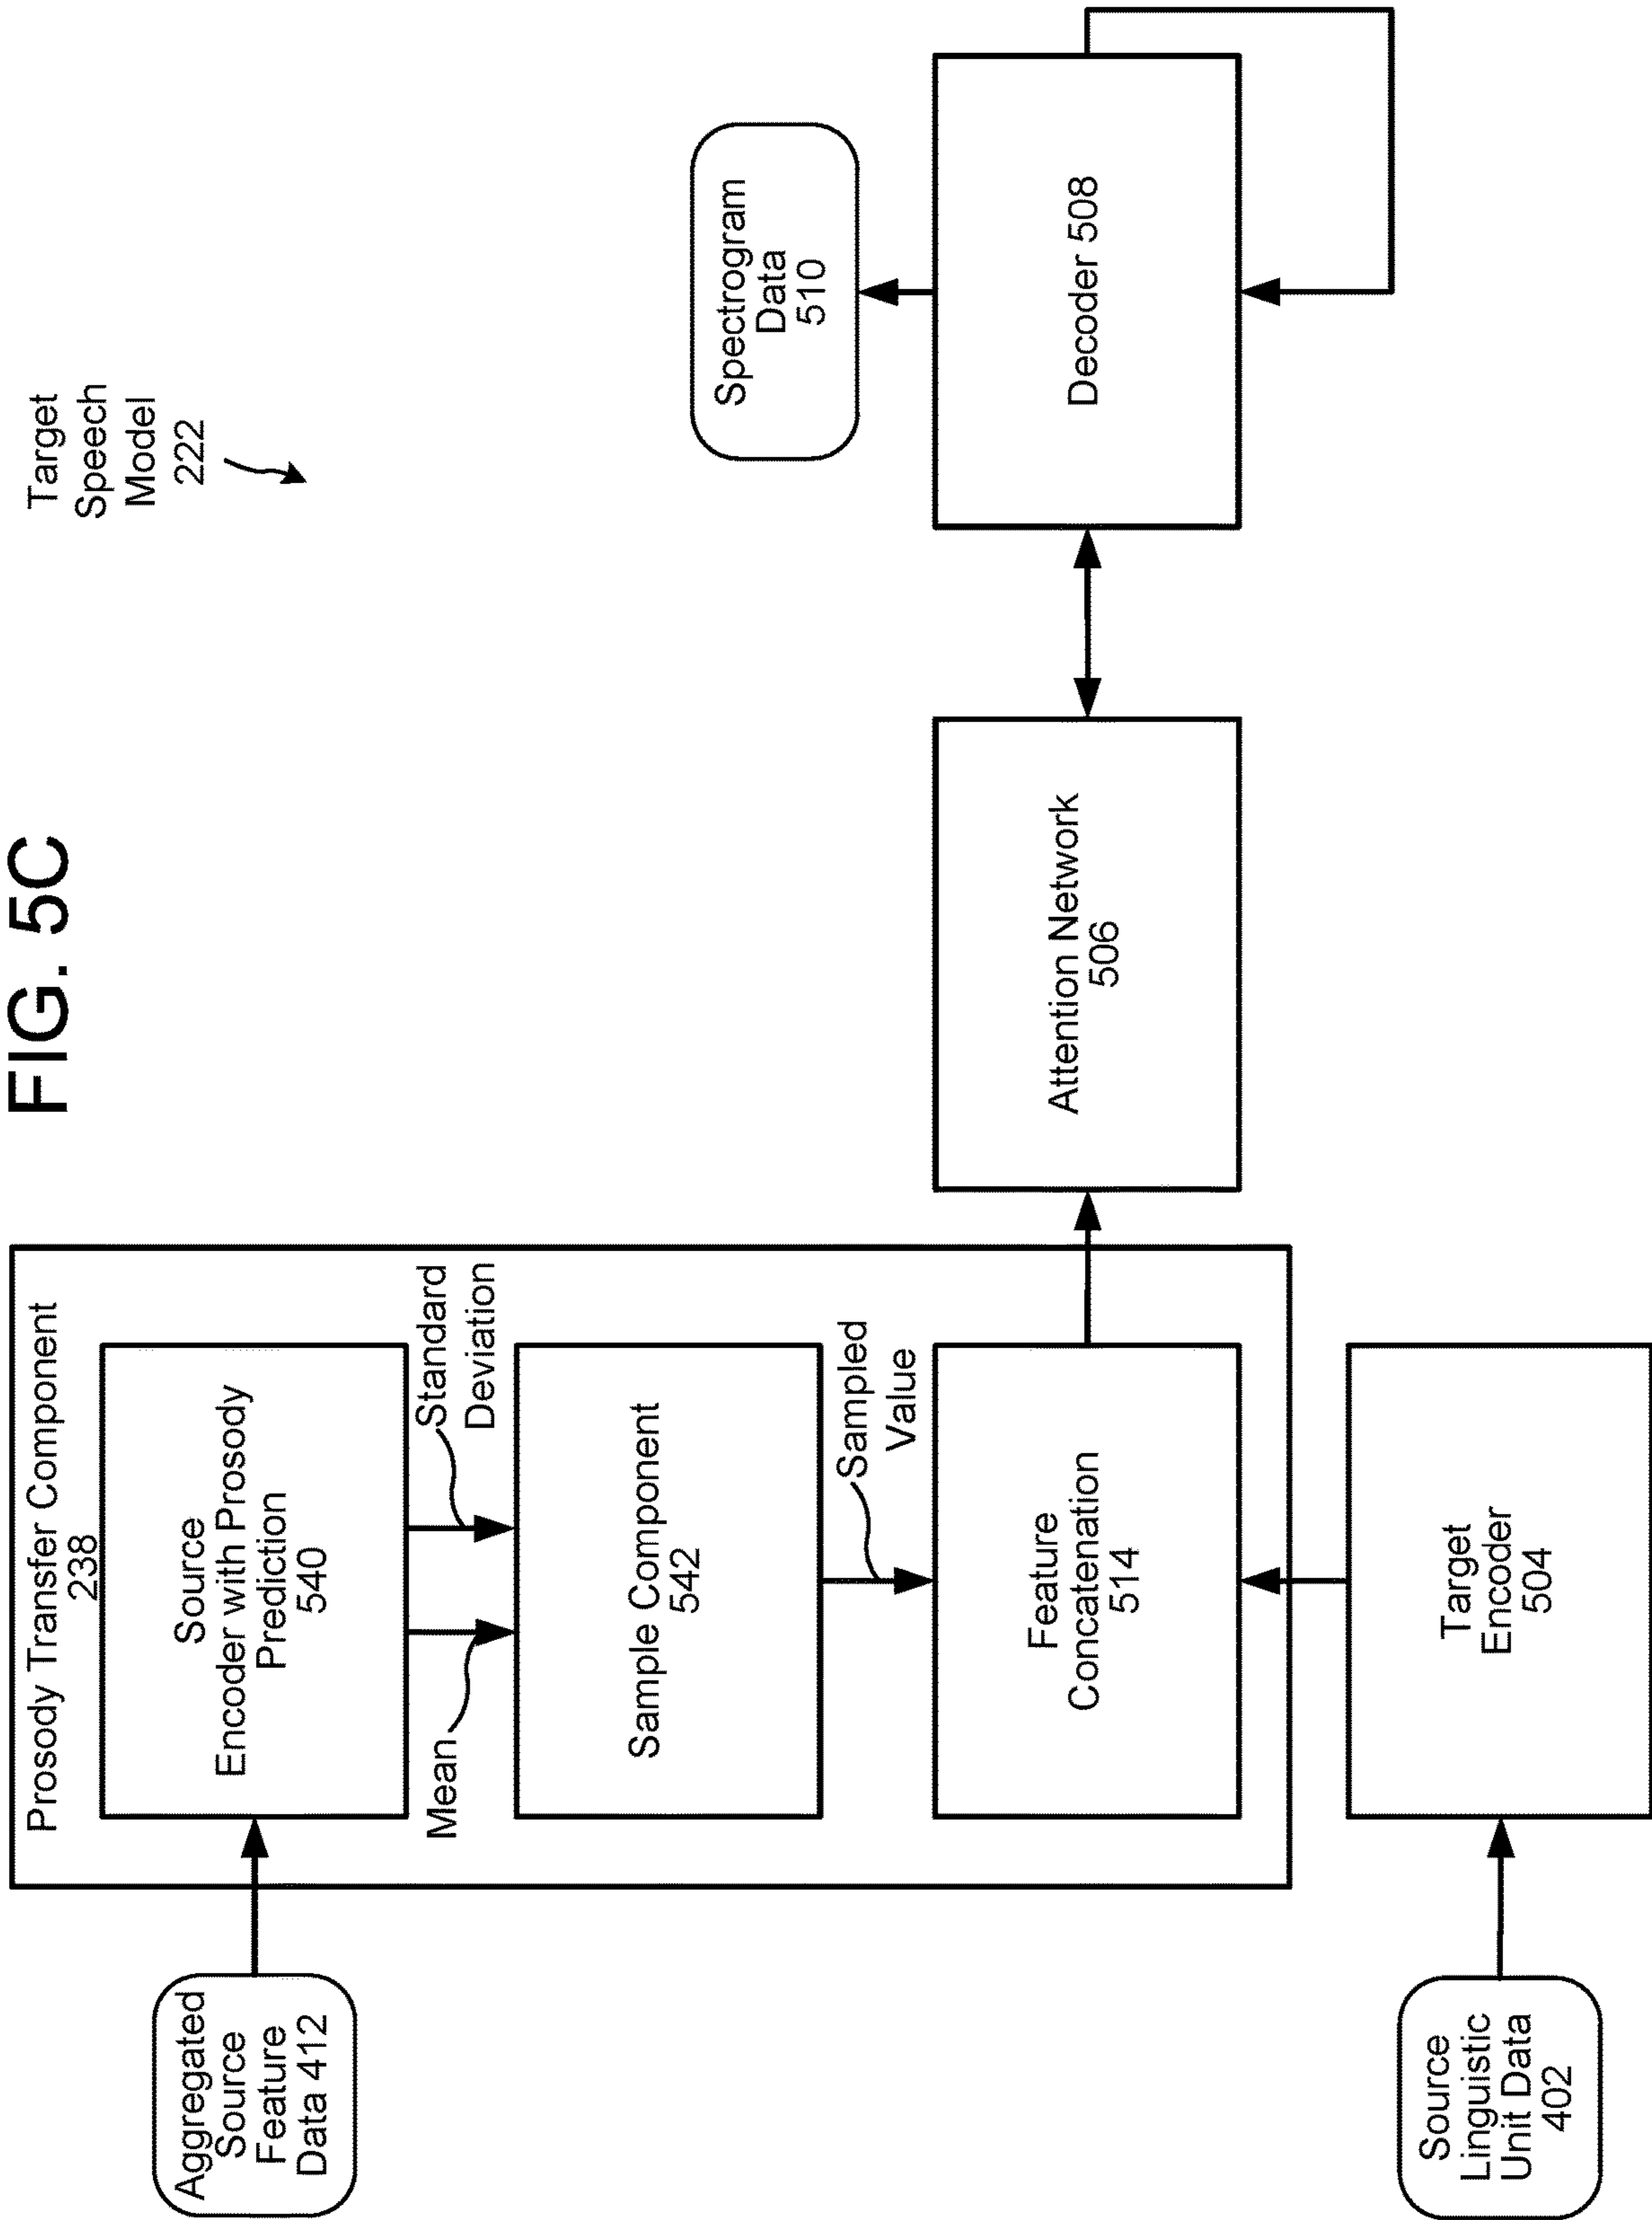 FIG. 5C
Target
Speech
Model
222
Prosody Transfer Component
238
Aggregated
Source
Feature
Data 412
Source
Encoder with Prosody
Prediction
540
Mean
Standard
Deviation
Sample Component
542
Sampled
Value
Feature
Concatenation
514
Source
Linguistic
Unit Data
402
Target
Encoder
504
Attention Network
506
Decoder 508
Spectrogram
Data
510